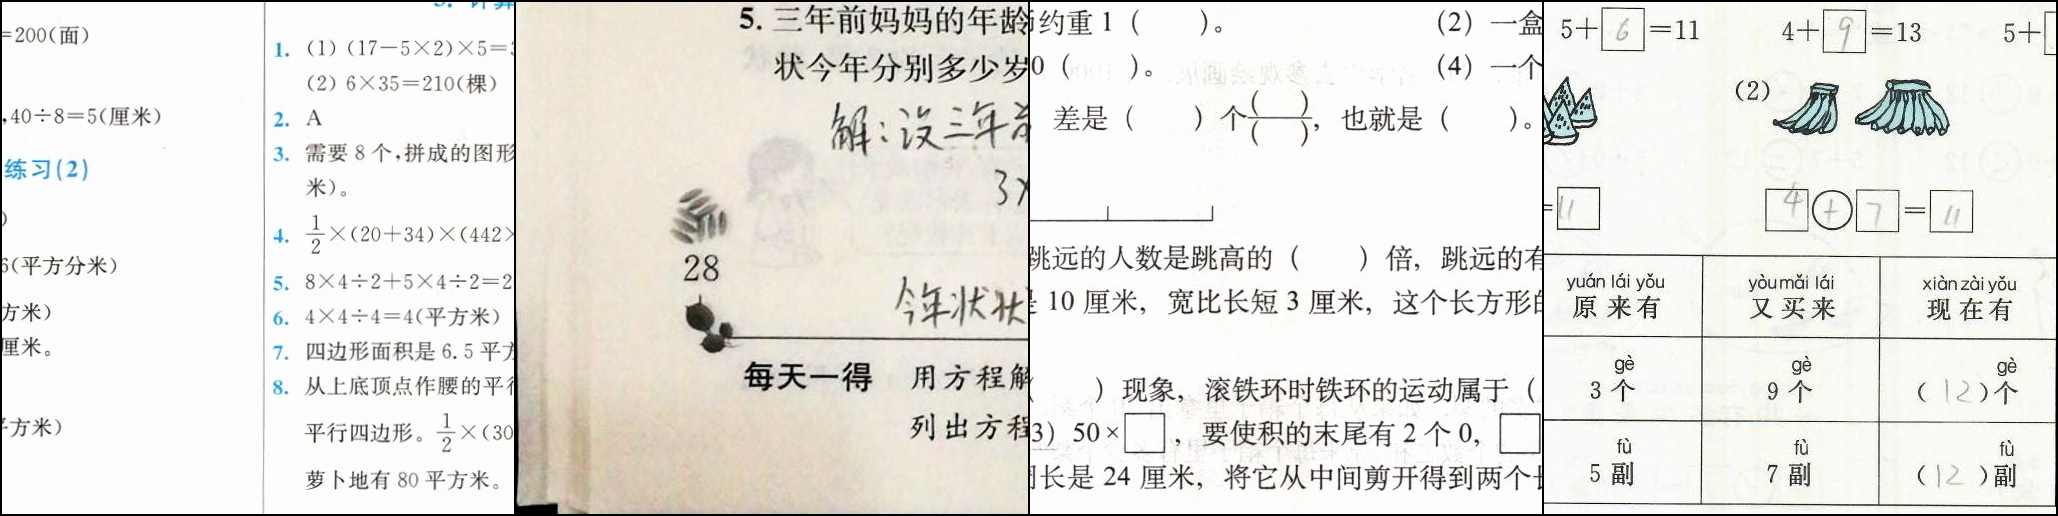 =200(面)
,40÷8=5(厘米)
练习(2)
)
6(平方分米)
方米)
厘米。
方米)
1. (1) (17-5×2)×5=
(2) 6×35=210(棵)
2. A
3. 需要 8 个,拼成的图形
米)。
4. 1/2×(20+34)×(442×
5. 8×4÷2+5×4÷2=2
6. 4×4÷4=4(平方米)
7. 四边形面积是 6.5 平方
8. 从上底顶点作腰的平行
平行四边形。1/2×(30
萝卜地有 80 平方米。
5. 三年前妈妈的年龄
状今年分别多少岁
解:设三年前
3×
28
今年状状
每天一得 用方程解
列出方程
约重 1 ( )。 (2) 一盒
0 ( )。 (4) 一个
差是 ( ) 个( )/( ), 也就是 ( )。
跳远的人数是跳高的 ( ) 倍, 跳远的有
是 10 厘米, 宽比长短 3 厘米, 这个长方形的
) 现象, 滚铁环时铁环的运动属于 (
3) 50×□, 要使积的末尾有 2 个 0, □
长是 24 厘米, 将它从中间剪开得到两个长
5+6=11 4+9=13 5+
(2)
=11 4+7=11
yuán lái yǒu yòu mǎi lái xiàn zài yǒu
原来有 又买来 现在有
gè gè gè
3 个 9 个 (12)个
fù fù fù
5 副 7 副 (12)副